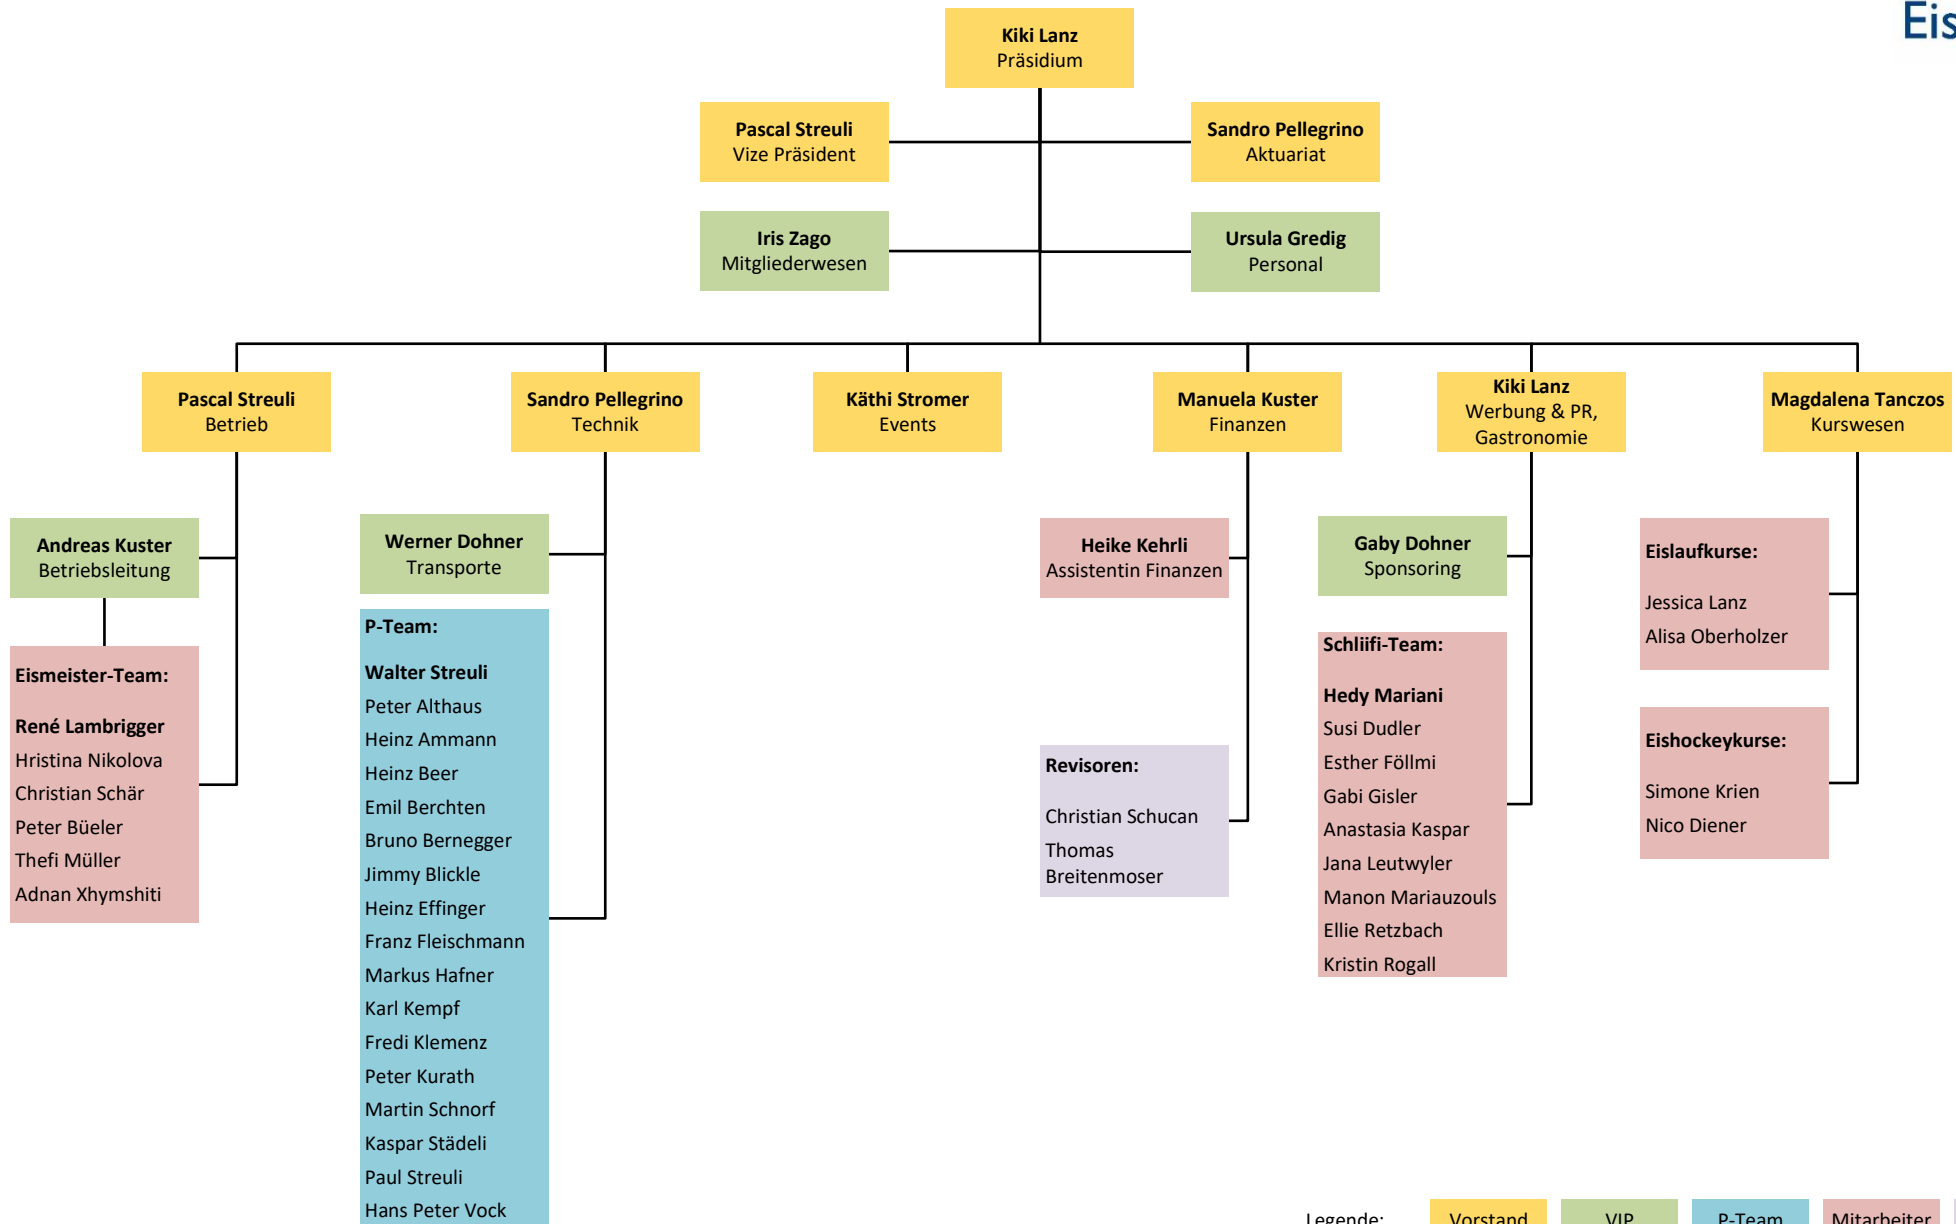 Eis
Kiki Lanz
Präsidium
Pascal Streuli
Vize Präsident
Sandro Pellegrino
Aktuariat
Iris Zago
Mitgliederwesen
Ursula Gredig
Personal
Pascal Streuli
Betrieb
Sandro Pellegrino
Technik
Käthi Stromer
Events
Manuela Kuster
Finanzen
Kiki Lanz
Werbung & PR,
Gastronomie
Magdalena Tanczos
Kurswesen
Andreas Kuster
Betriebsleitung
Eismeister-Team:
René Lambrigger
Hristina Nikolova
Christian Schär
Peter Büeler
Thefi Müller
Adnan Xhymshiti
Werner Dohner
Transporte
P-Team:
Walter Streuli
Peter Althaus
Heinz Ammann
Heinz Beer
Emil Berchten
Bruno Bernegger
Jimmy Blickle
Heinz Effinger
Franz Fleischmann
Markus Hafner
Karl Kempf
Fredi Klemenz
Peter Kurath
Martin Schnorf
Kaspar Städeli
Paul Streuli
Hans Peter Vock
Heike Kehrli
Assistentin Finanzen
Revisoren:
Christian Schucan
Thomas
Breitenmoser
Gaby Dohner
Sponsoring
Schliifi-Team:
Hedy Mariani
Susi Dudler
Esther Föllmi
Gabi Gisler
Anastasia Kaspar
Jana Leutwyler
Manon Mariauzouls
Ellie Retzbach
Kristin Rogall
Eislaufkurse:
Jessica Lanz
Alisa Oberholzer
Eishockeykurse:
Simone Krien
Nico Diener
Legende: Vorstand VIP P-Team Mitarbeiter